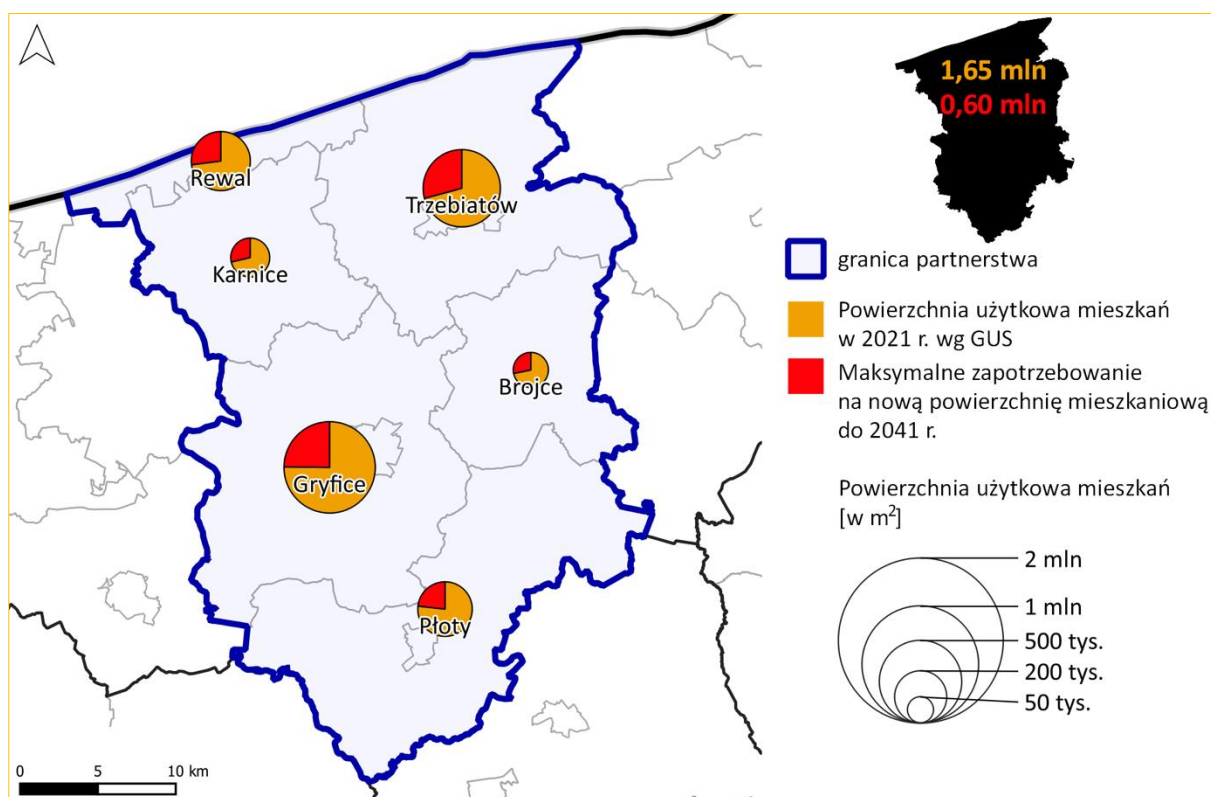 1,65 mln
0,60 mln
Rewal
Trzebiatów
Karnice
Brojce
Gryfice
Płoty
granica partnerstwa
Powierzchnia użytkowa mieszkań
w 2021 r. wg GUS
Maksymalne zapotrzebowanie
na nową powierzchnię mieszkaniową
do 2041 r.
Powierzchnia użytkowa mieszkań
[w m²]
2 mln
1 mln
500 tys.
200 tys.
50 tys.
0 5 10 km